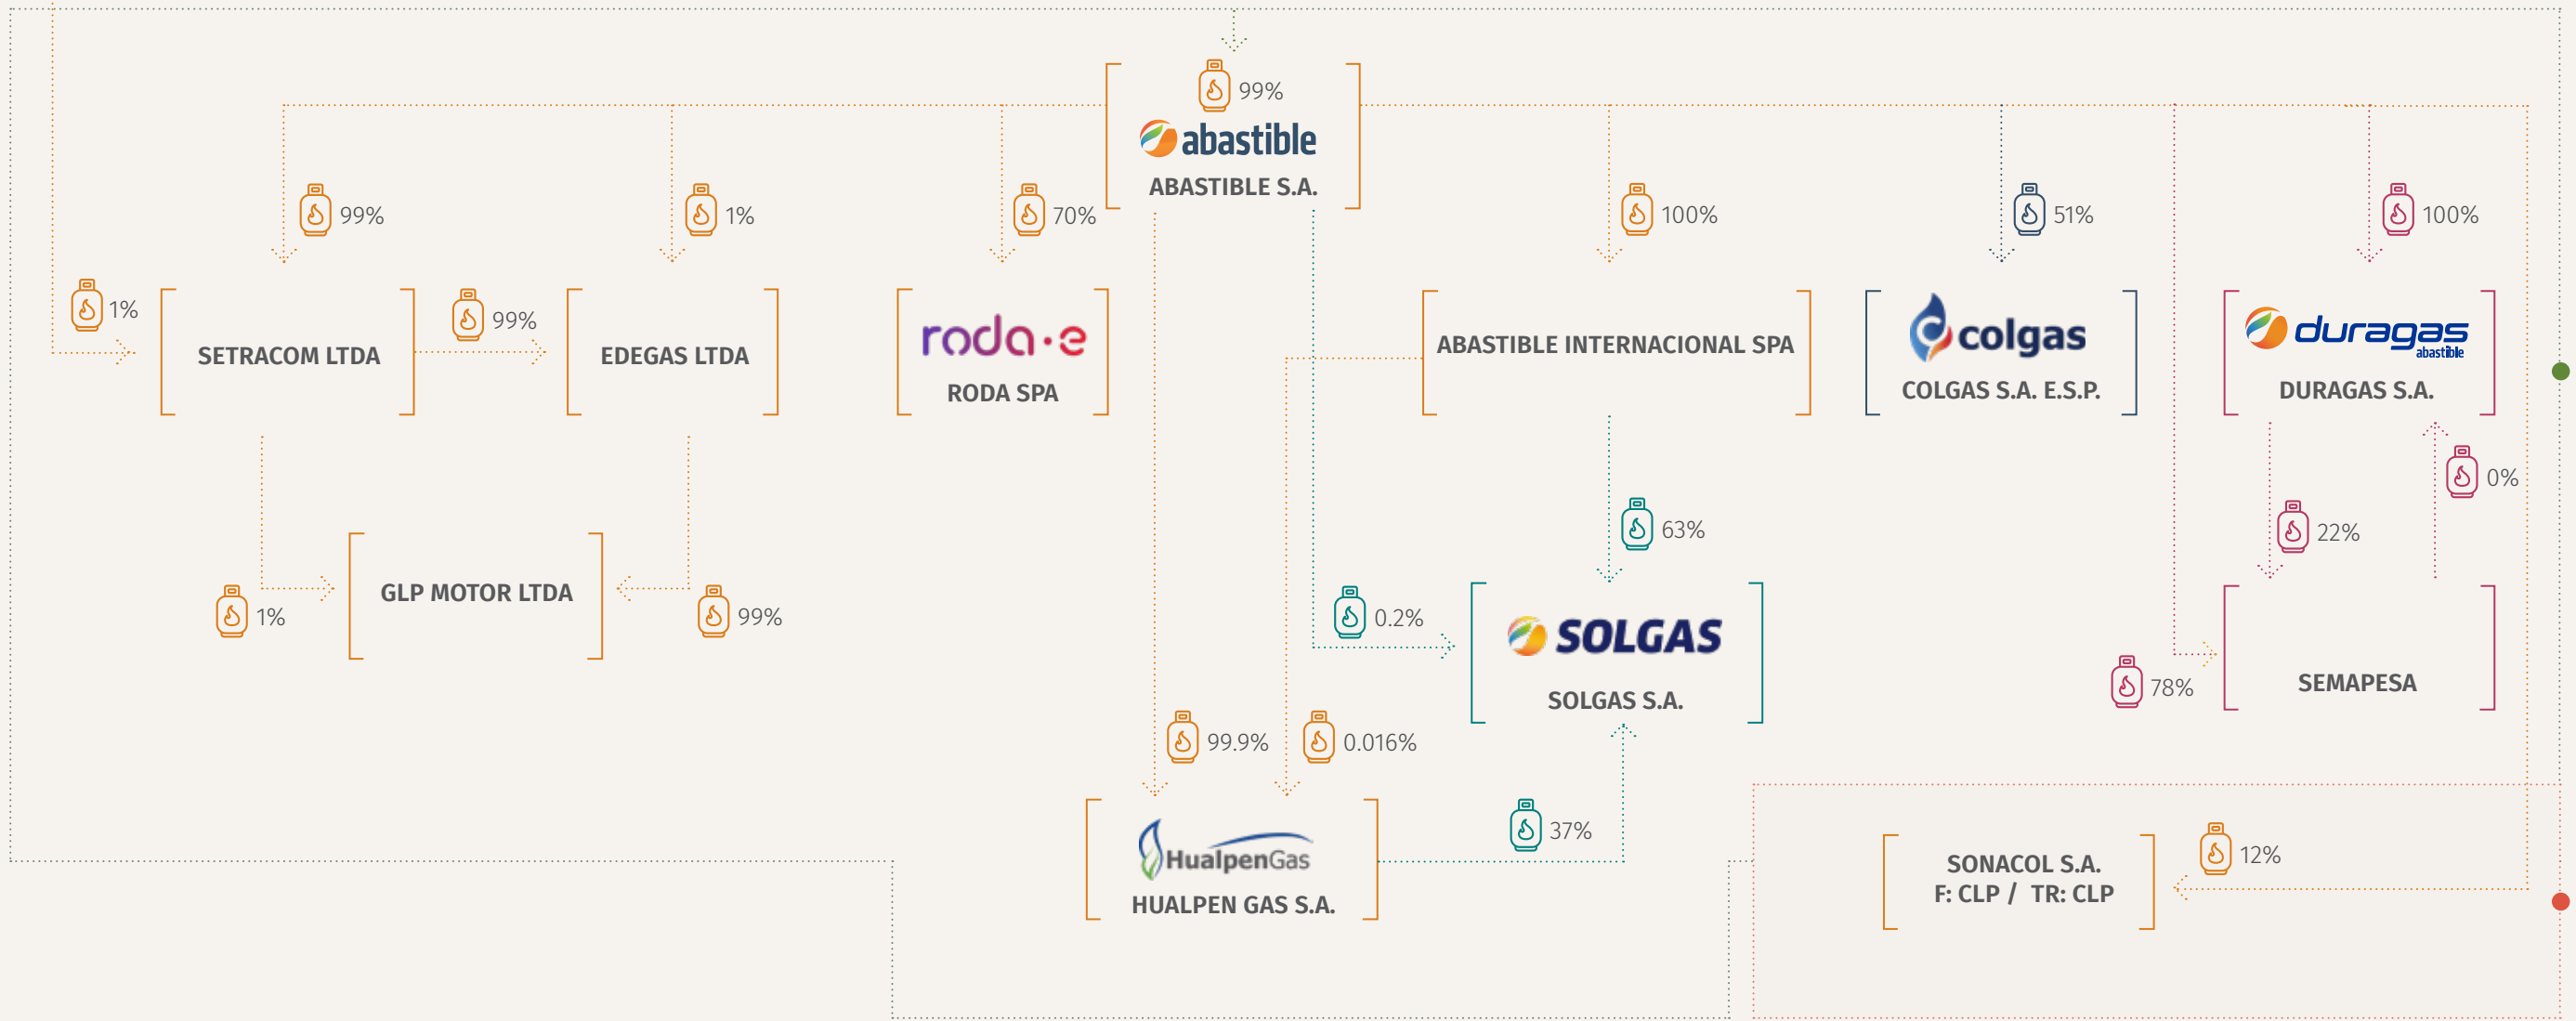 99%
abastible
ABASTIBLE S.A.
99%
1%
70%
100%
51%
100%
1%
SETRACOM LTDA
99%
EDEGAS LTDA
roda·e
RODA SPA
ABASTIBLE INTERNACIONAL SPA
colgas
COLGAS S.A. E.S.P.
duragas
abastible
DURAGAS S.A.
0%
22%
63%
1%
GLP MOTOR LTDA
99%
0.2%
SOLGAS
SOLGAS S.A.
78%
SEMAPESA
99.9%
0.016%
HualpenGas
HUALPEN GAS S.A.
37%
SONACOL S.A.
F: CLP / TR: CLP
12%